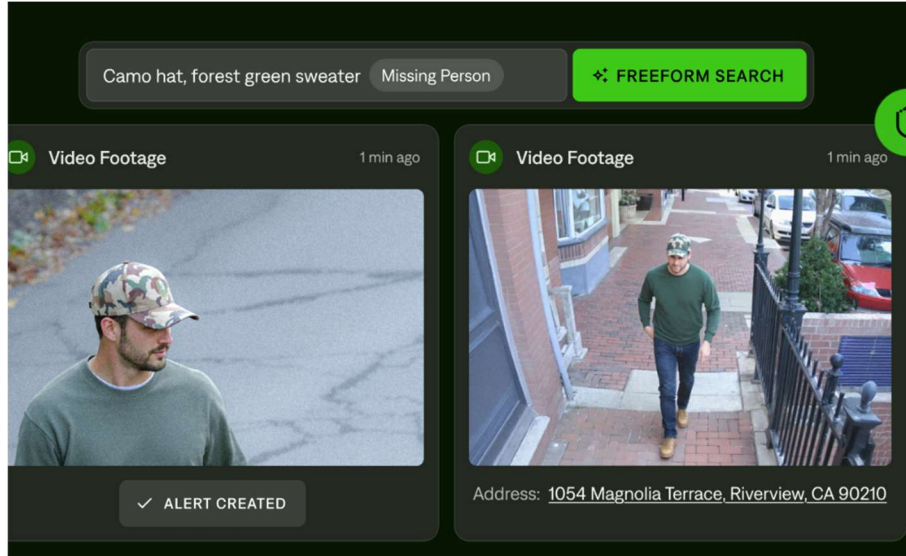 Camo hat, forest green sweater Missing Person FREEFORM SEARCH
Video Footage 1 min ago
ALERT CREATED
Video Footage 1 min ago
Address: 1054 Magnolia Terrace, Riverview, CA 90210